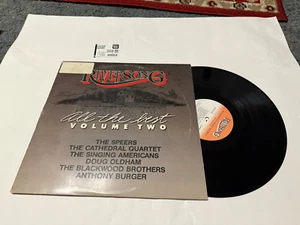 RIVERSONG
All the best
VOLUME TWO
THE SPEERS
THE CATHEDRAL QUARTET
THE SINGING AMERICANS
DOUG OLDHAM
THE BLACKWOOD BROTHERS
ANTHONY BURGER